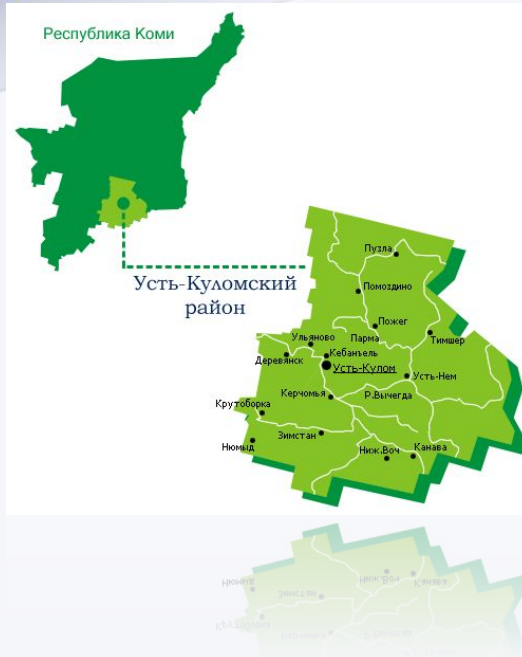 Республика Коми
Усть-Куломский
район
Пузла
Помоздино
Пожег
Ульяново
Парма
Тимшер
Деревянск
Кебанъель
Усть-Кулом
Усть-Нем
Керчомья
Р.Вычегда
Крутоборка
Зимстан
Нюмыд
Ниж.Воч
Канава